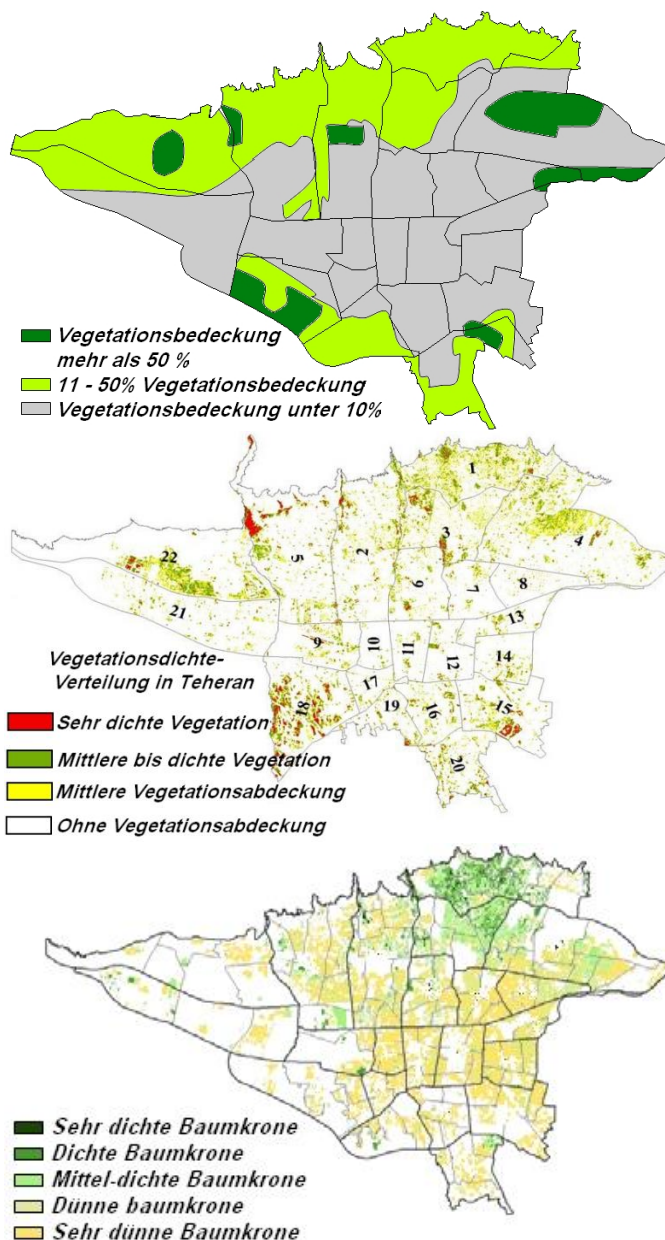 Vegetationsbedeckung
mehr als 50 %
11 - 50% Vegetationsbedeckung
Vegetationsbedeckung unter 10%
1
2
3
4
5
6
7
8
9
10
11
12
13
14
15
16
17
18
19
20
21
22
Vegetationsdichte-
Verteilung in Teheran
Sehr dichte Vegetation
Mittlere bis dichte Vegetation
Mittlere Vegetationsabdeckung
Ohne Vegetationsabdeckung
Sehr dichte Baumkrone
Dichte Baumkrone
Mittel-dichte Baumkrone
Dünne baumkrone
Sehr dünne Baumkrone